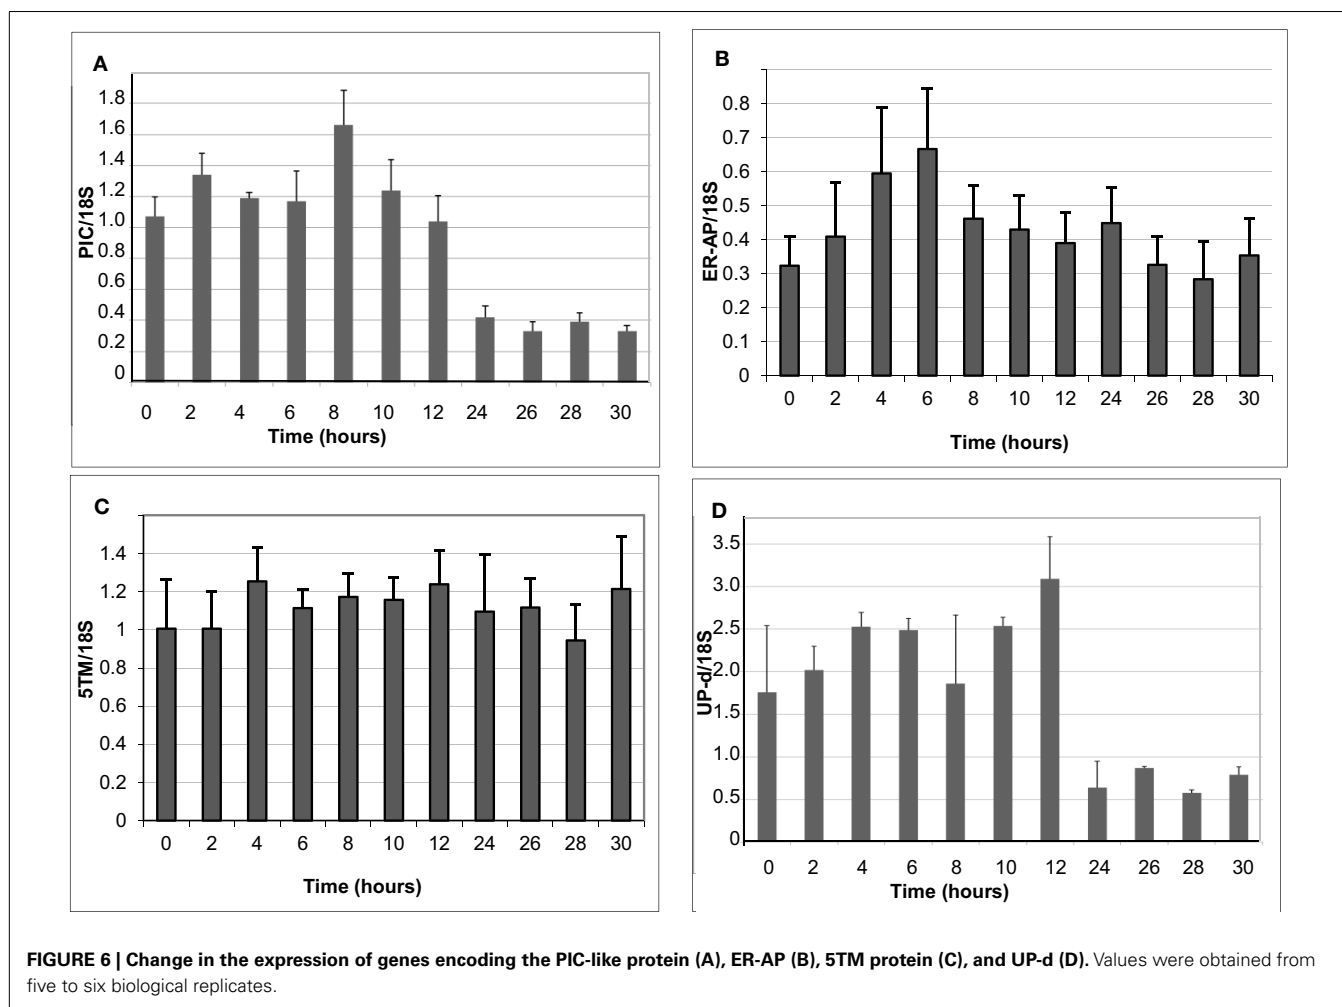 A
1.8
1.6
1.4
1.2
1.0
0.8
0.6
0.4
0.2
0
PIC/18S
0 2 4 6 8 10 12 24 26 28 30
Time (hours)
B
0.8
0.7
0.6
0.5
0.4
0.3
0.2
0.1
0
ER-AP/18S
0 2 4 6 8 10 12 24 26 28 30
Time (hours)
C
1.4
1.2
1
0.8
0.6
0.4
0.2
0
5TM/18S
0 2 4 6 8 10 12 24 26 28 30
Time (hours)
D
3.5
3.0
2.5
2.0
1.5
1.0
0.5
0
UP-d/18S
0 2 4 6 8 10 12 24 26 28 30
Time (hours)
FIGURE 6 | Change in the expression of genes encoding the PIC-like protein (A), ER-AP (B), 5TM protein (C), and UP-d (D). Values were obtained from
five to six biological replicates.